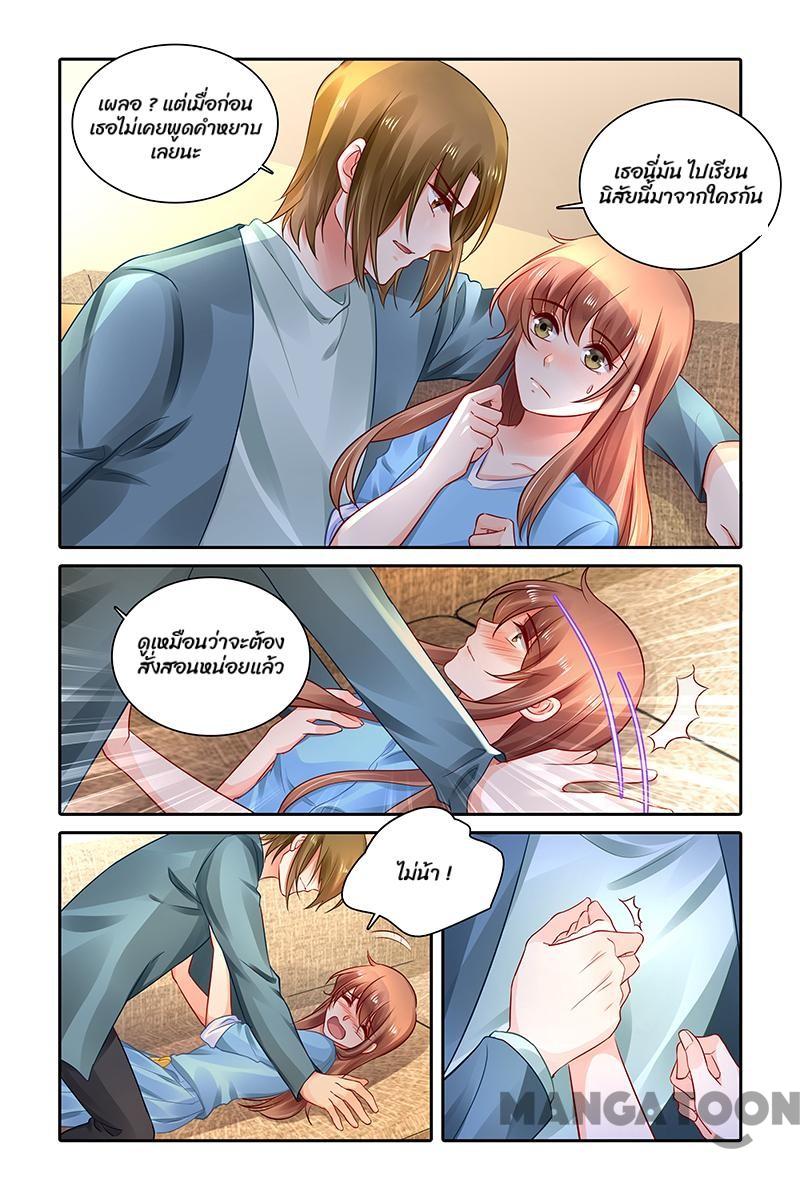 เผลอ ? แต่เมื่อก่อน
เธอไม่เคยพูดคำหยาบ
เลยนะ
เธอนี่มัน ไปเรียน
นิสัยนี้มาจากใครกัน
ดูเหมือนว่าจะต้อง
สั่งสอนหน่อยแล้ว
ไม่น้า !
MANGATOON